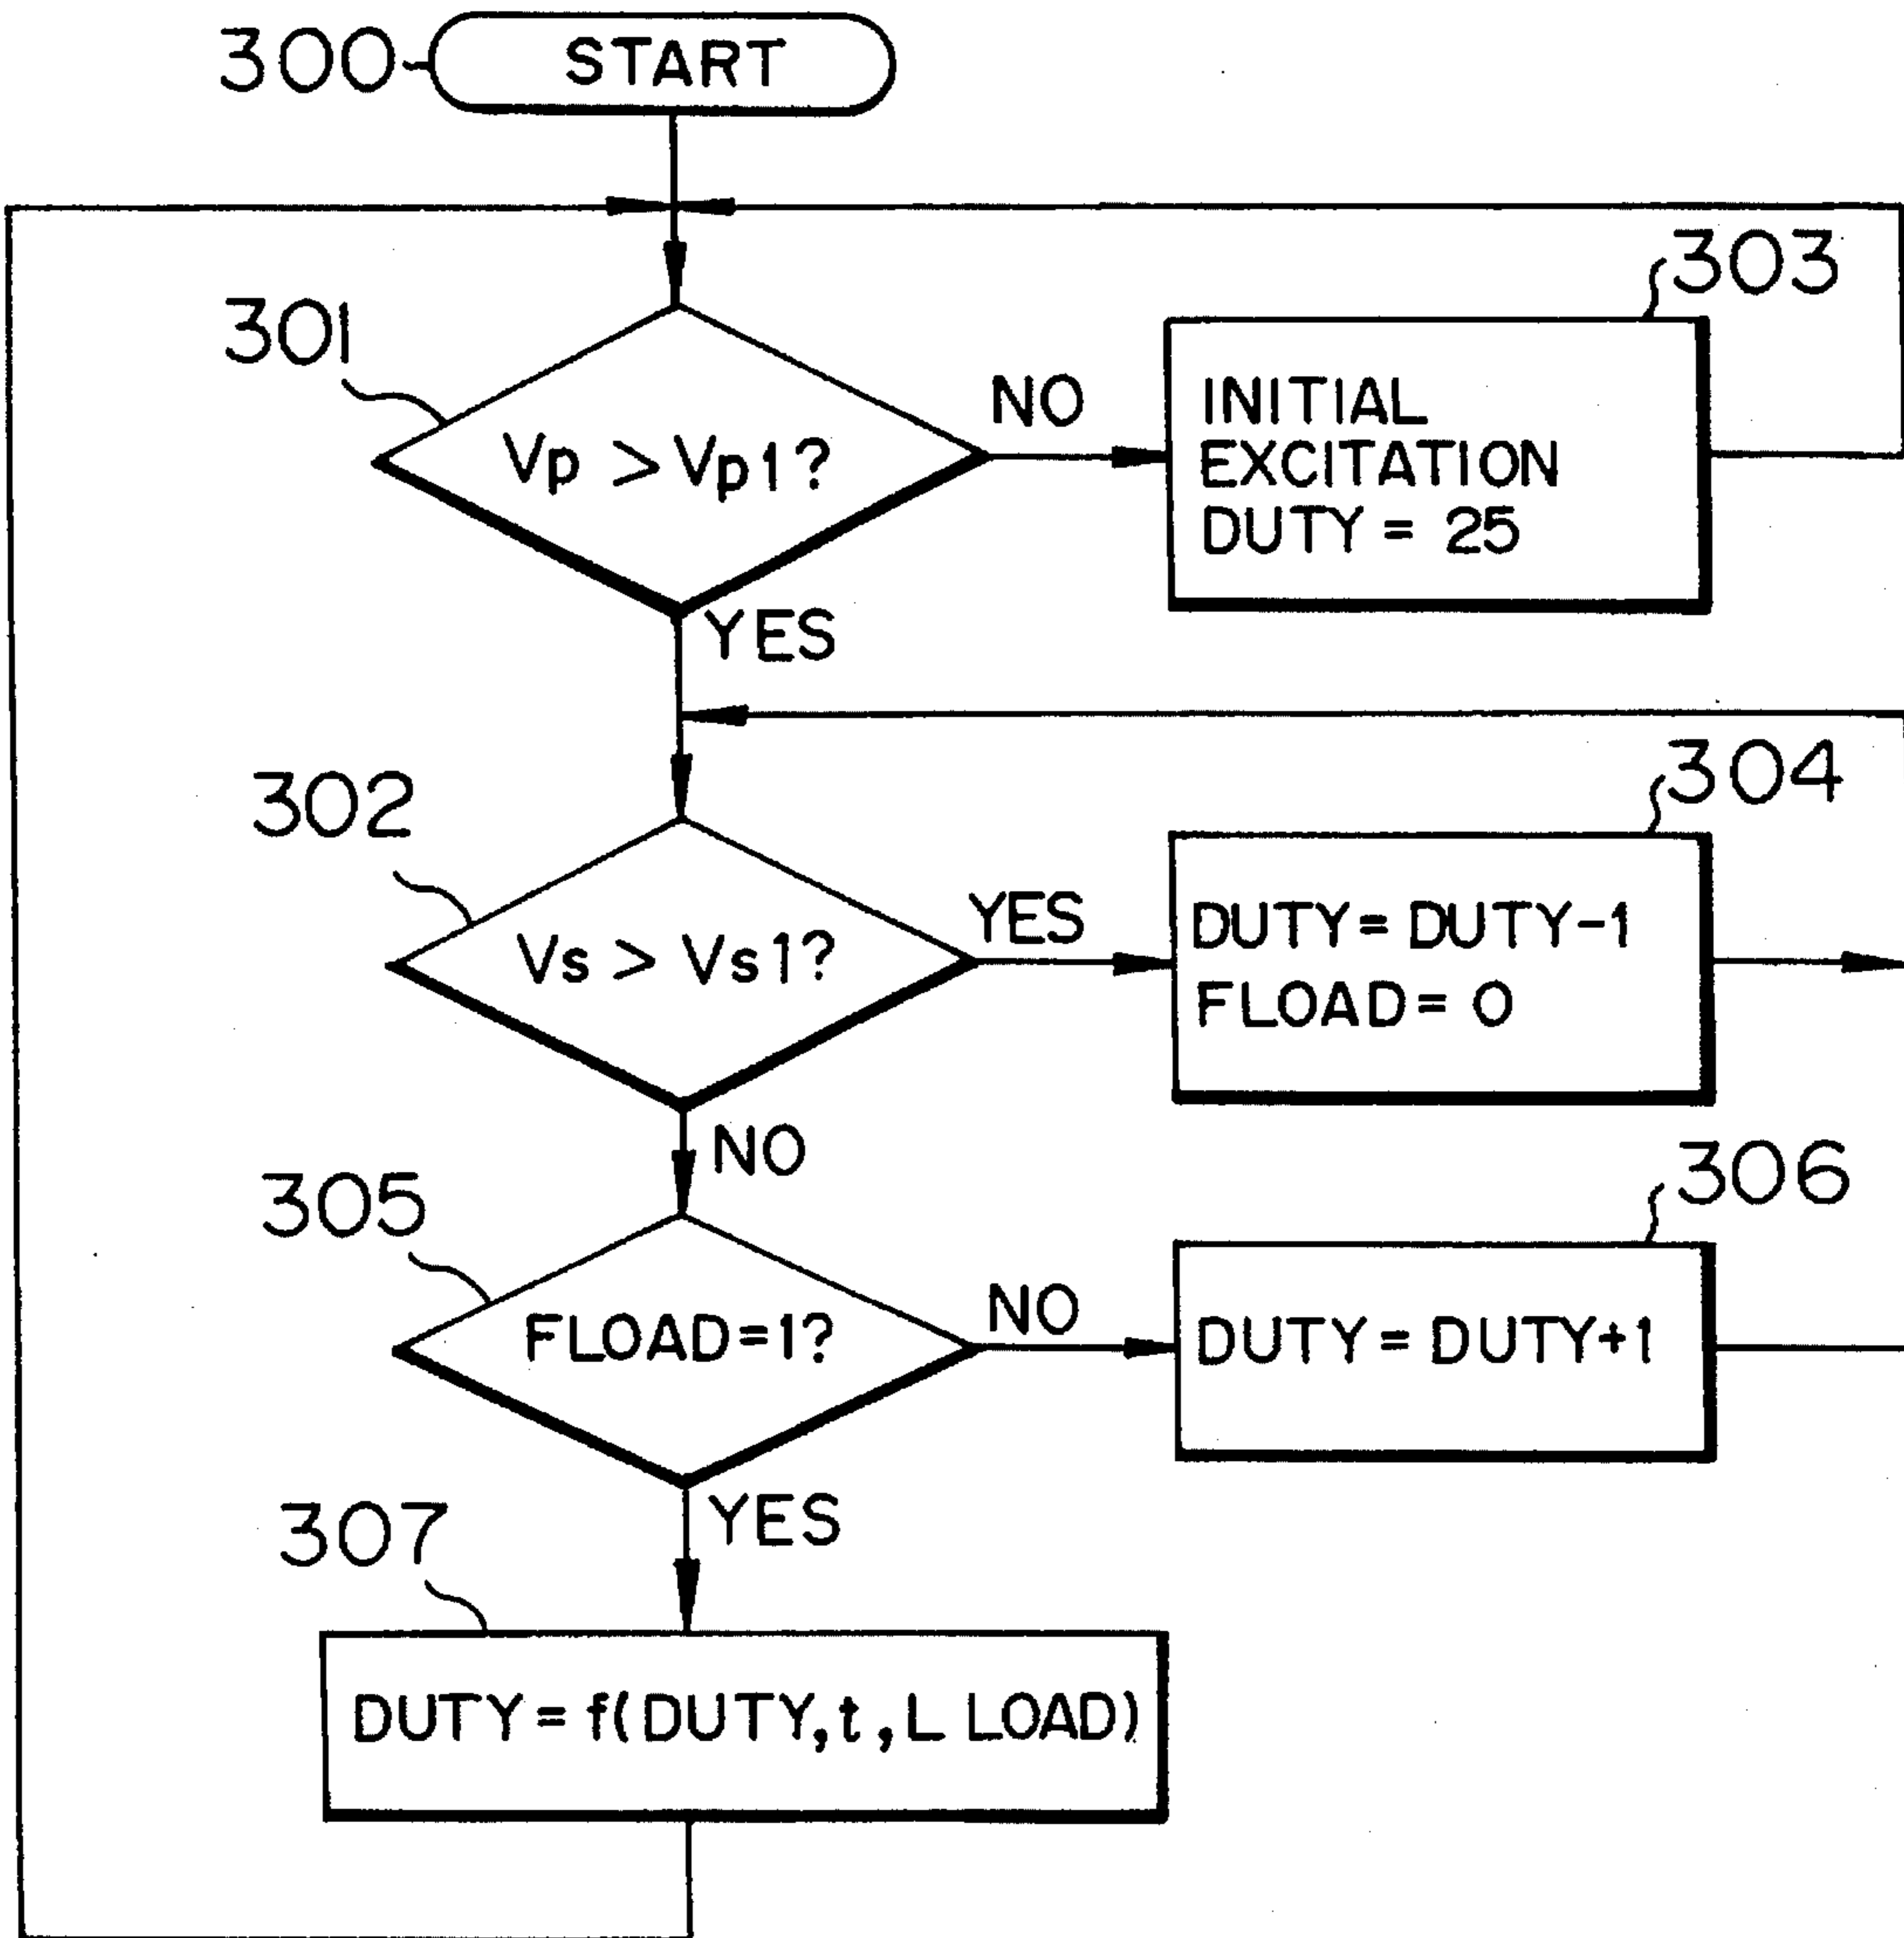 300
START
303
301
Vp > Vp1?
NO
INITIAL
EXCITATION
DUTY = 25
YES
304
302
Vs > Vs1?
YES
DUTY = DUTY-1
FLOAD = 0
NO
306
305
FLOAD=1?
NO
DUTY = DUTY+1
YES
307
DUTY = f(DUTY, t, L LOAD)